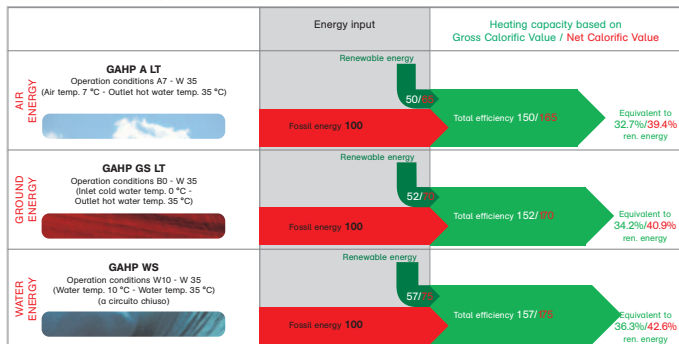 Energy input
Heating capacity based on
Gross Calorific Value / Net Calorific Value
AIR
ENERGY
GAHP A LT
Operation conditions A7 - W 35
(Air temp. 7 °C - Outlet hot water temp. 35 °C)
Renewable energy
50/65
Fossil energy 100
Total efficiency 150/165
Equivalent to
32.7%/39.4%
ren. energy
GROUND
ENERGY
GAHP GS LT
Operation conditions B0 - W 35
(Inlet cold water temp. 0 °C -
Outlet hot water temp. 35 °C)
Renewable energy
52/70
Fossil energy 100
Total efficiency 152/170
Equivalent to
34.2%/40.9%
ren. energy
WATER
ENERGY
GAHP WS
Operation conditions W10 - W 35
(Water temp. 10 °C - Water temp. 35 °C)
(a circuito chiuso)
Renewable energy
57/75
Fossil energy 100
Total efficiency 157/175
Equivalent to
36.3%/42.6%
ren. energy